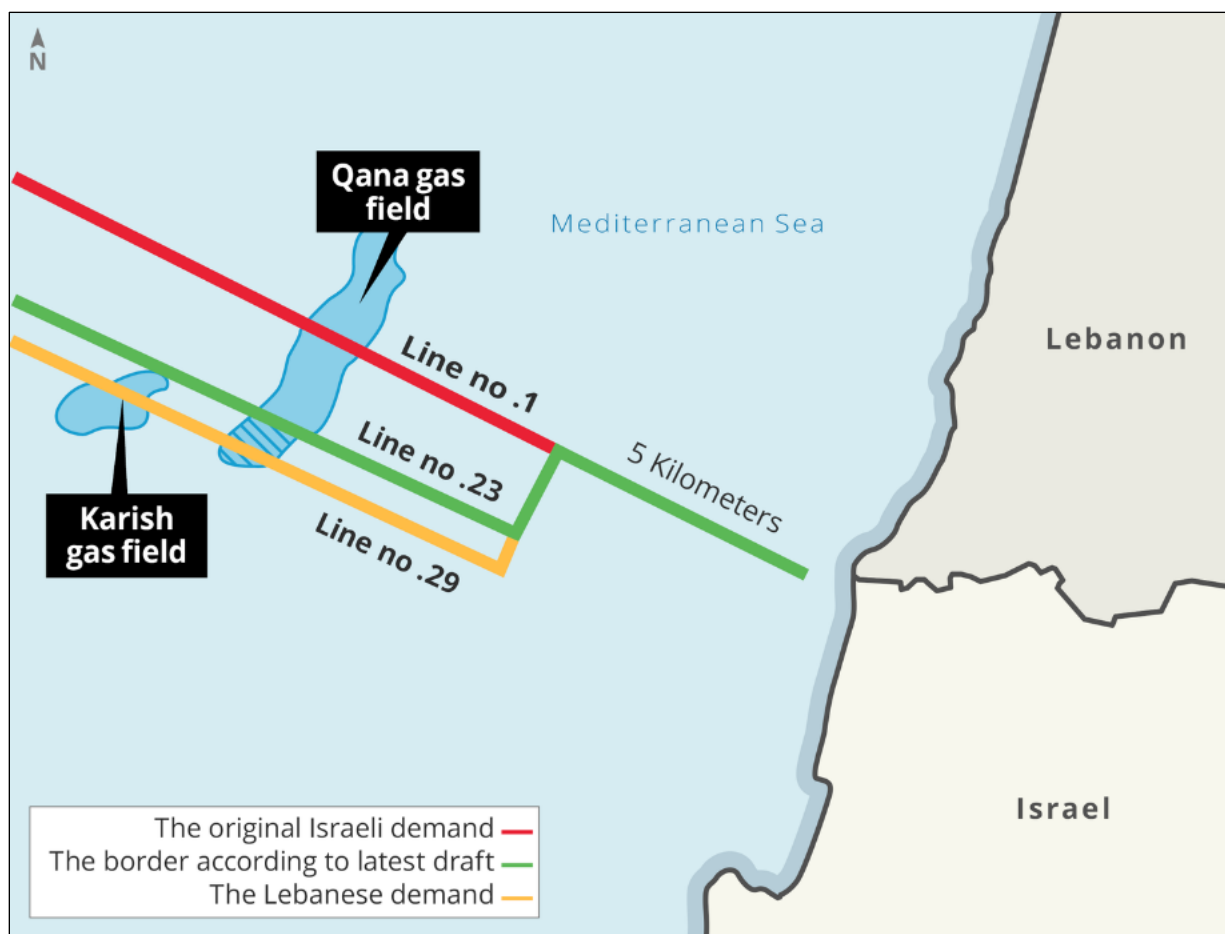 N
Qana gas
field
Mediterranean Sea
Lebanon
Line no .1
5 Kilometers
Line no .23
Karish
gas field
Line no .29
Israel
The original Israeli demand
The border according to latest draft
The Lebanese demand